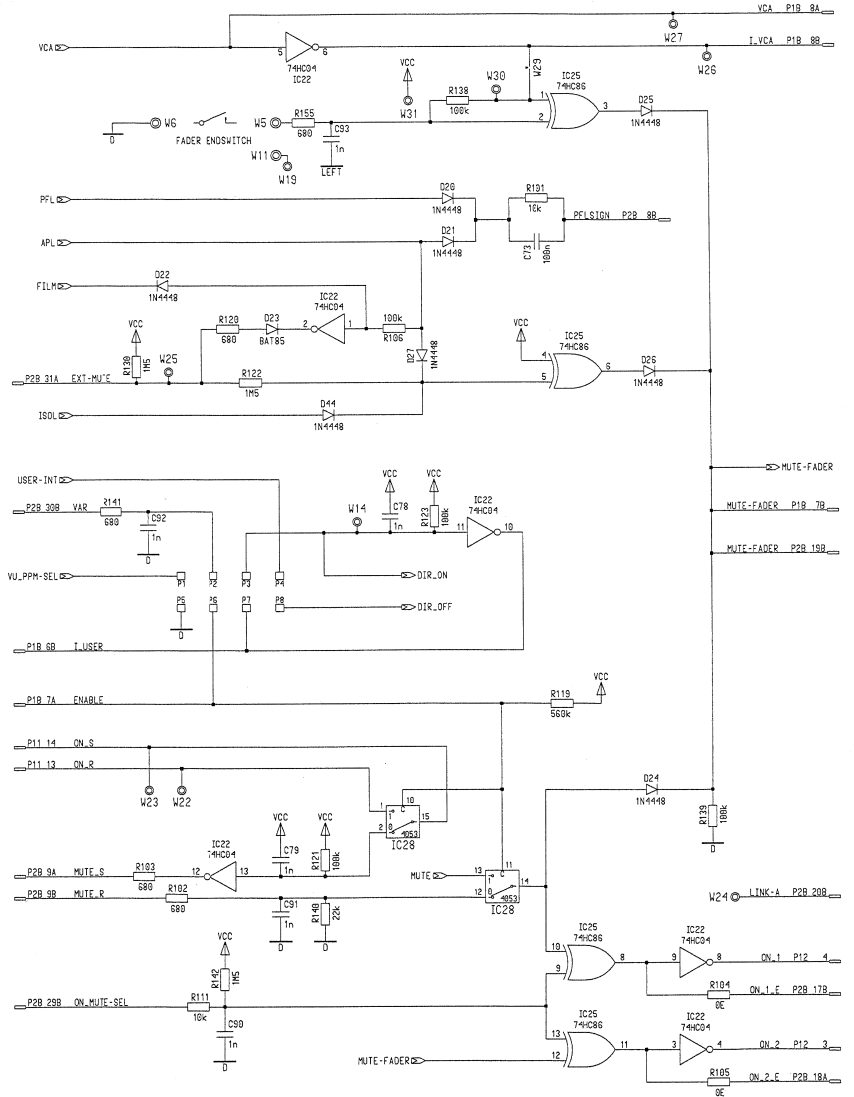 VCA P1B 8A
W27
VCA
5
6
74HC04
IC22
I_VCA P1B 8B
W26
VCC
W31
R138
100k
W30
W29
IC25
74HC86
1
2
3
D25
1N4448
D
W6
FADER ENDSWITCH
W5
R155
680
C93
1n
LEFT
W11
W19
PFL
D20
1N4448
R101
10k
PFLSIGN P2B 8B
APL
D21
1N4448
C73
100n
FILM
D22
1N4448
IC22
74HC04
2
1
R120
680
D23
BAT85
100k
R106
D27
1N4448
VCC
R130
1M5
W25
P2B 31A EXT-MUTE
R122
1M5
VCC
IC25
74HC86
4
5
6
D26
1N4448
ISOL
D44
1N4448
MUTE-FADER
USER-INT
P2B 30B VAR
R141
680
C92
1n
D
W14
VCC
C78
1n
VCC
R123
100k
IC22
74HC04
11
10
MUTE-FADER P1B 7B
MUTE-FADER P2B 19B
VU_PPM-SEL
P1
P2
P3
P4
DIR_ON
P5
P6
P7
P8
DIR_OFF
D
P1B 6B I_USER
P1B 7A ENABLE
R119
560k
VCC
P11 14 ON_S
P11 13 ON_R
W23
W22
1
C
10
1
0
2
15
4053
IC28
D24
1N4448
R139
100k
D
IC22
74HC04
12
13
VCC
C79
1n
VCC
R121
100k
P2B 9A MUTE_S
R103
680
P2B 9B MUTE_R
R102
680
C91
1n
D
R140
22k
D
MUTE
13
C
11
1
0
12
14
4053
IC28
W24
LINK-A P2B 20B
VCC
R142
1M5
IC25
74HC86
10
9
8
IC22
74HC04
9
8
ON_1 P12 4
R104
0E
ON_1_E P2B 17B
P2B 29B ON_MUTE-SEL
R111
10k
C90
1n
D
IC25
74HC86
13
12
11
IC22
74HC04
3
4
ON_2 P12 3
MUTE-FADER
R105
0E
ON_2_E P2B 18A